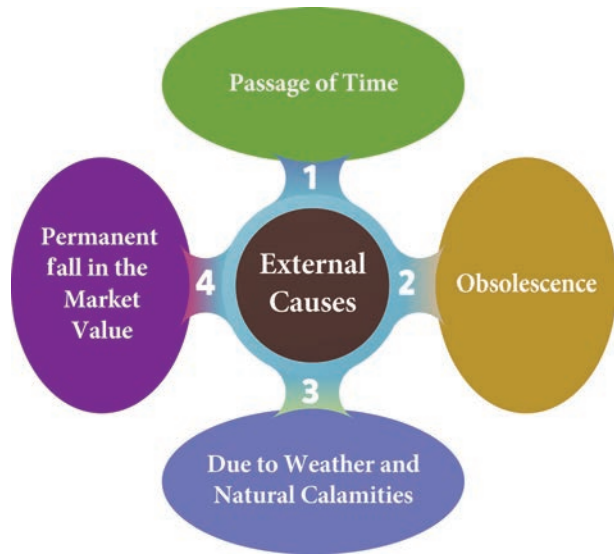 Passage of Time
1
External
Causes
2
Obsolescence
3
Due to Weather and
Natural Calamities
4
Permanent
fall in the
Market
Value